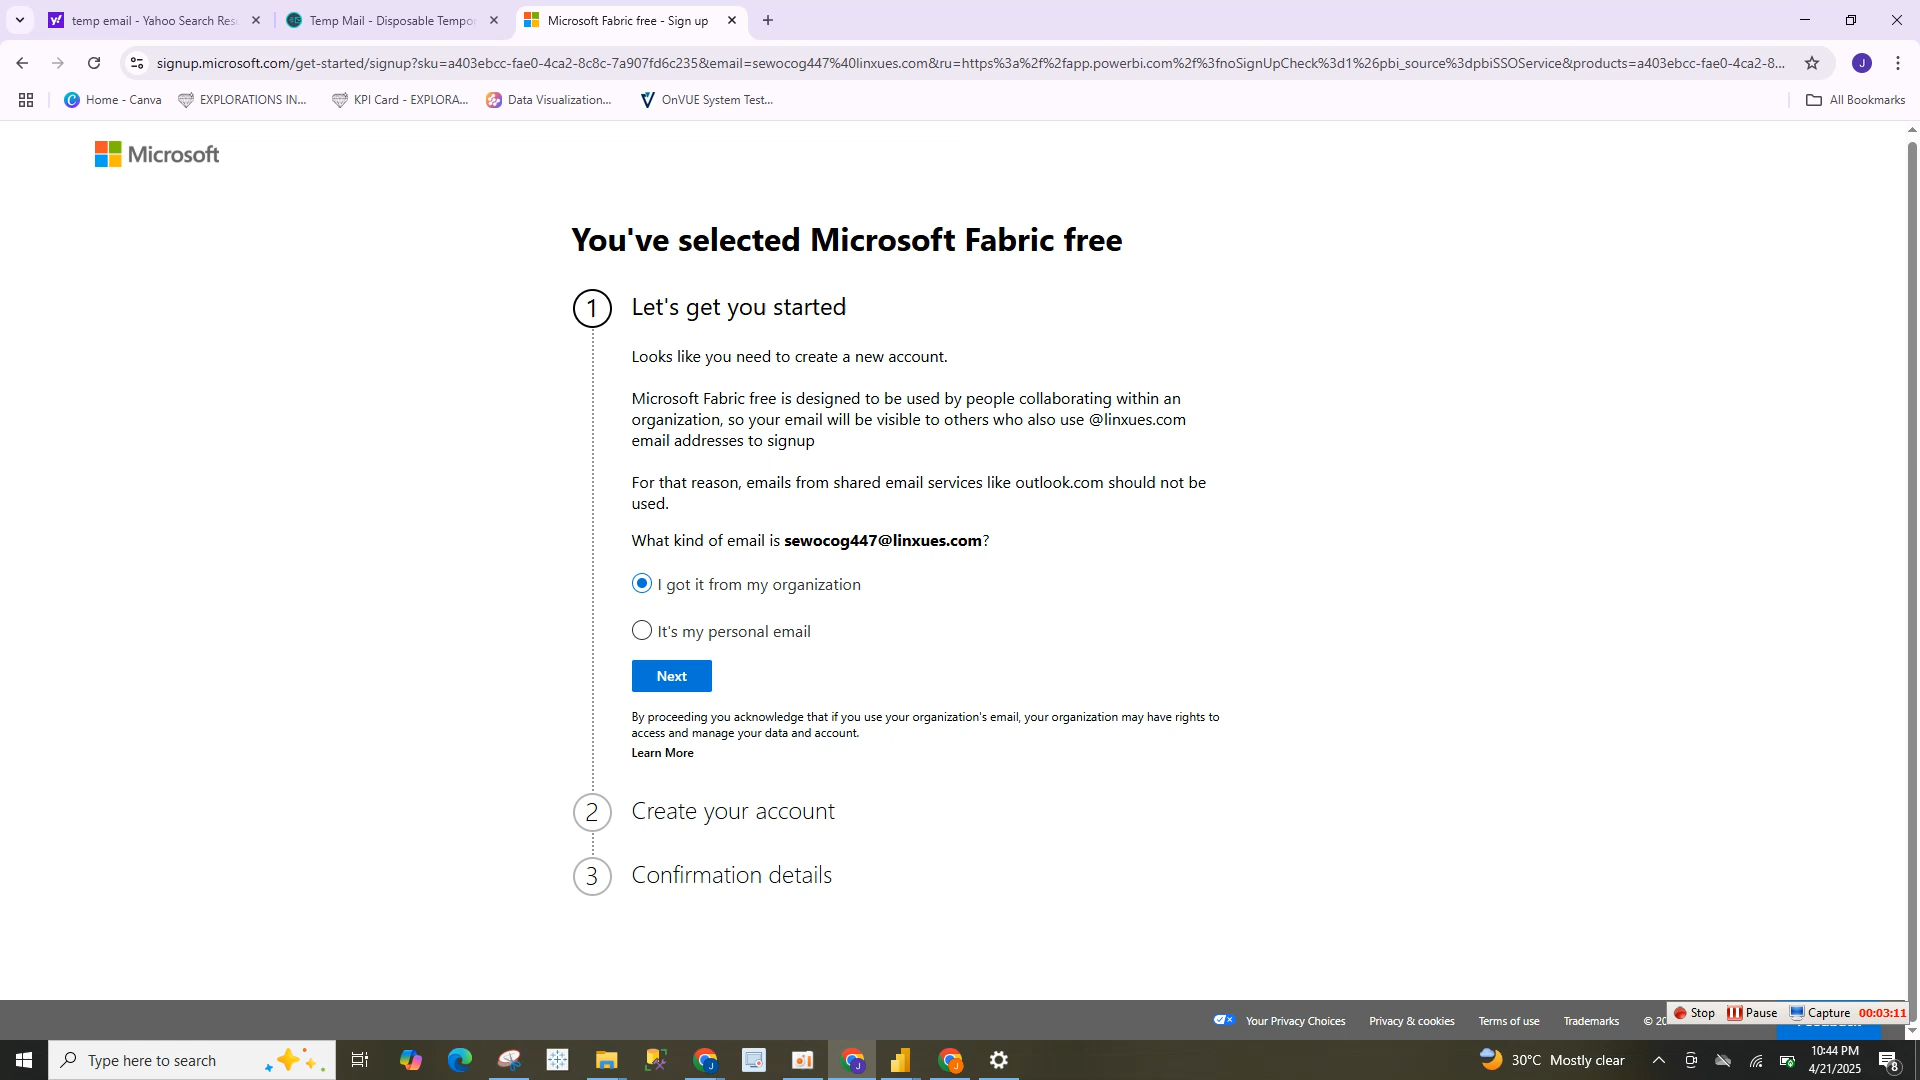 temp email - Yahoo Search Res
Temp Mail - Disposable Tempo
Microsoft Fabric free - Sign up
signup.microsoft.com/get-started/signup?sku=a403ebcc-fae0-4ca2-8c8c-7a907fd6c235&email=sewocog447%40linxues.com&ru=https%3a%2f%2fapp.powerbi.com%2f%3fnoSignUpCheck%3d1%26pbi_source%3dpbiSSOService&products=a403ebcc-fae0-4ca2-8...
J
Home - Canva
EXPLORATIONS IN...
KPI Card - EXPLORA...
Data Visualization...
OnVUE System Test...
All Bookmarks
Microsoft
You've selected Microsoft Fabric free
1
Let's get you started
Looks like you need to create a new account.
Microsoft Fabric free is designed to be used by people collaborating within an
organization, so your email will be visible to others who also use @linxues.com
email addresses to signup
For that reason, emails from shared email services like outlook.com should not be
used.
What kind of email is sewocog447@linxues.com?
I got it from my organization
It's my personal email
Next
By proceeding you acknowledge that if you use your organization's email, your organization may have rights to
access and manage your data and account.
Learn More
2
Create your account
3
Confirmation details
Your Privacy Choices
Privacy & cookies
Terms of use
Trademarks
© 20
Stop
Pause
Capture
00:03:11
Type here to search
30°C Mostly clear
10:44 PM
4/21/2025
8